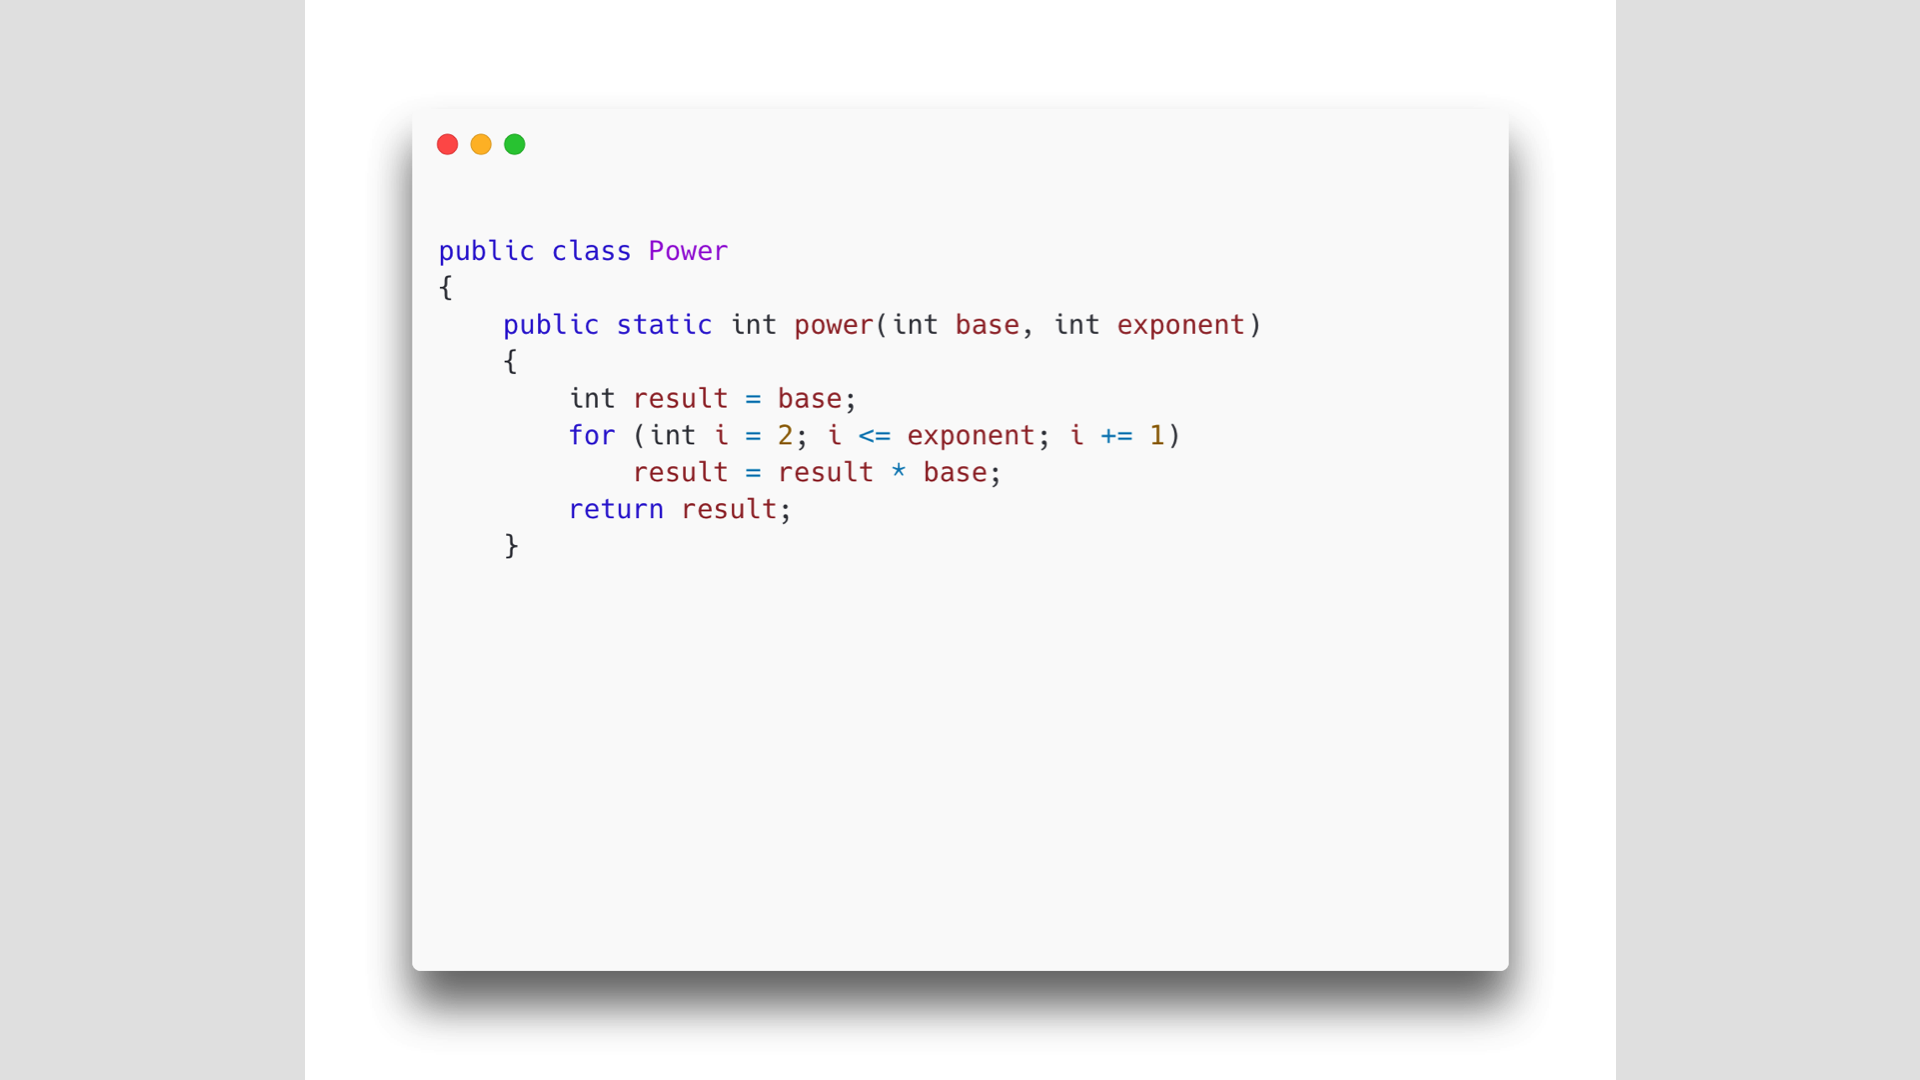 public class Power
{
    public static int power(int base, int exponent)
    {
        int result = base;
        for (int i = 2; i <= exponent; i += 1)
            result = result * base;
        return result;
    }